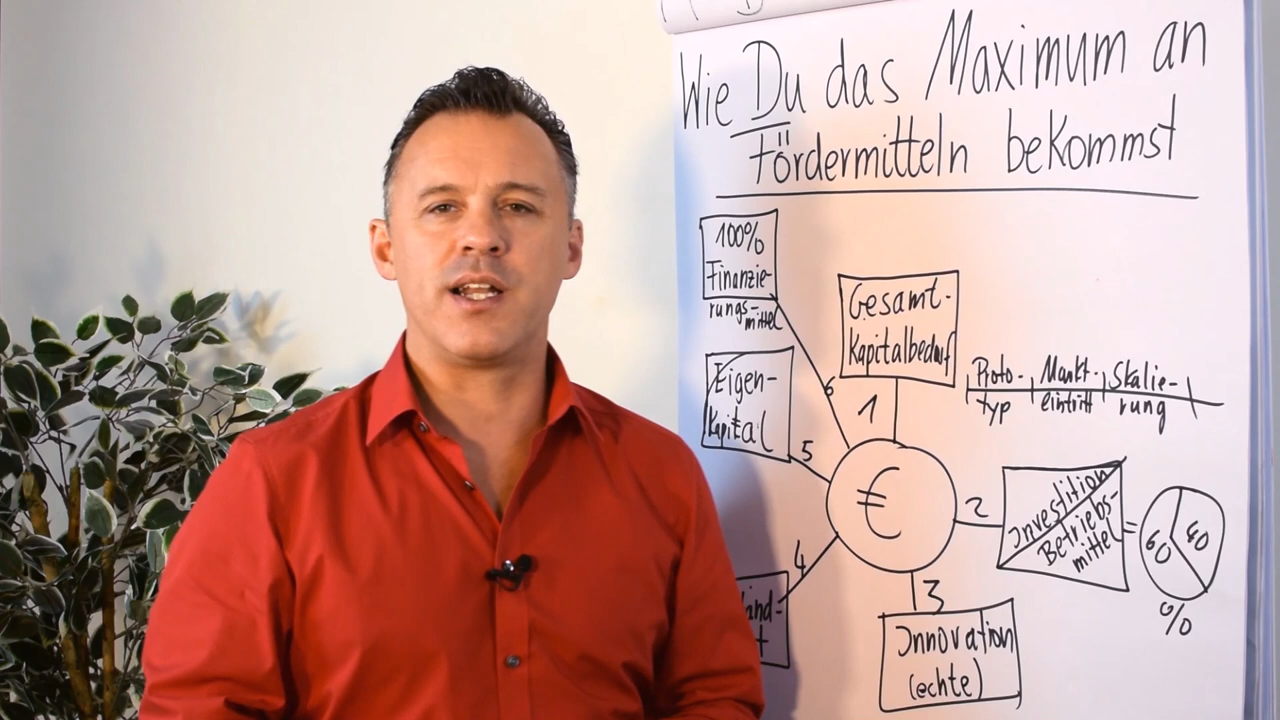 Wie Du das Maximum an
Fördermitteln bekommst
100%
Finanzie-
rungs-
mittel
Gesamt-
Kapitalbedarf
Proto-
typ
Markt-
eintritt
Skalie-
rung
Eigen-
Kapital
6
1
5
€
2
Investition
Betriebs-
mittel
=
60
40
%
4
3
Innovation
(echte)